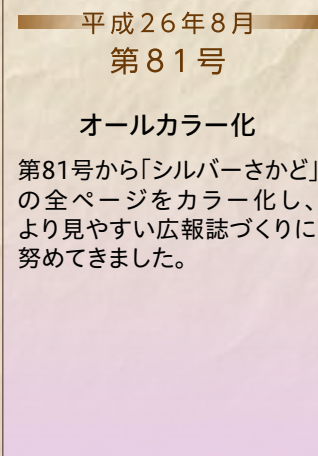 平成26年8月
第81号
オールカラー化
第81号から「シルバーさかど」
の全ページをカラー化し、
より見やすい広報誌づくりに
努めてきました。